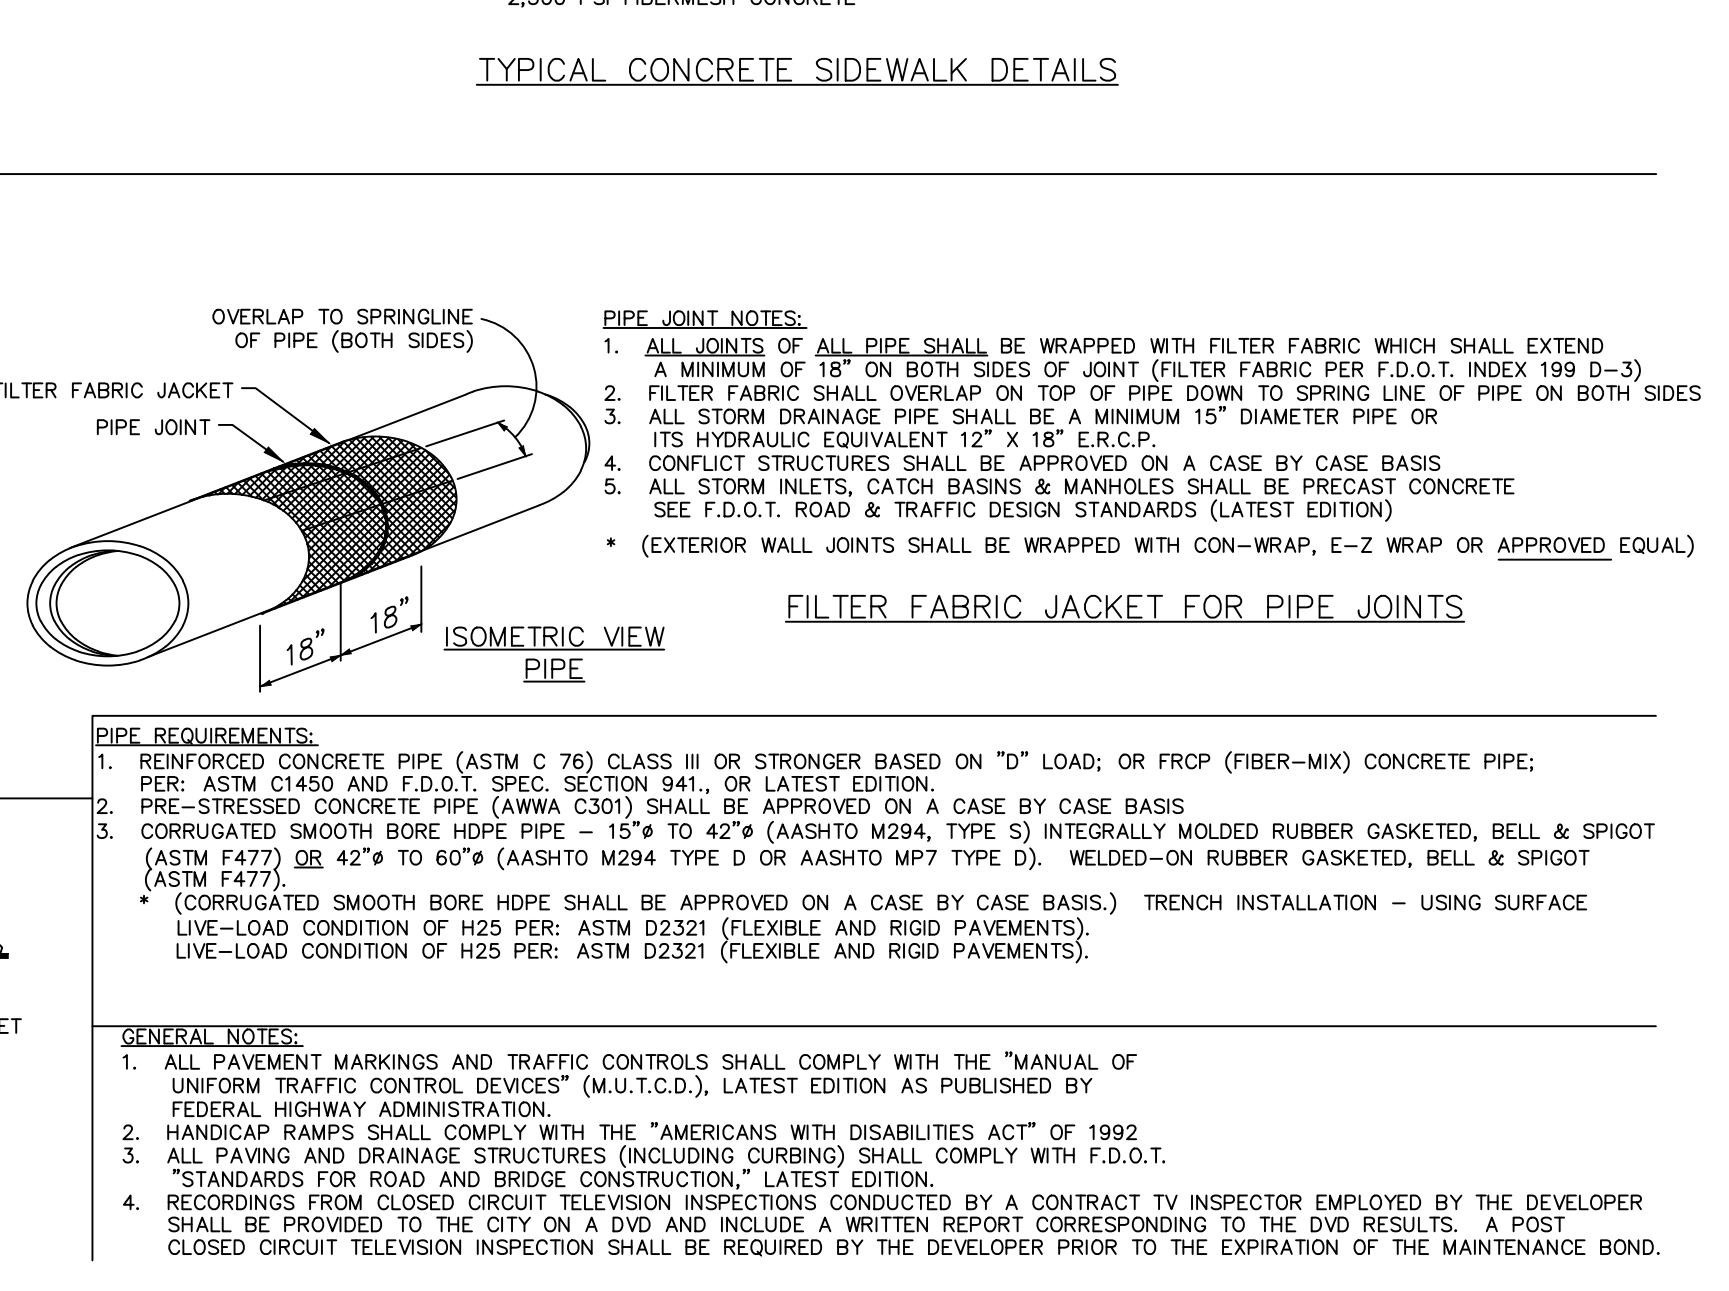 TYPICAL CONCRETE SIDEWALK DETAILS
OVERLAP TO SPRINGLINE
OF PIPE (BOTH SIDES)
FILTER FABRIC JACKET
PIPE JOINT
18"
18"
ISOMETRIC VIEW
PIPE
PIPE JOINT NOTES:
1. ALL JOINTS OF ALL PIPE SHALL BE WRAPPED WITH FILTER FABRIC WHICH SHALL EXTEND
A MINIMUM OF 18" ON BOTH SIDES OF JOINT (FILTER FABRIC PER F.D.O.T. INDEX 199 D-3)
2. FILTER FABRIC SHALL OVERLAP ON TOP OF PIPE DOWN TO SPRING LINE OF PIPE ON BOTH SIDES
3. ALL STORM DRAINAGE PIPE SHALL BE A MINIMUM 15" DIAMETER PIPE OR
ITS HYDRAULIC EQUIVALENT 12" X 18" E.R.C.P.
4. CONFLICT STRUCTURES SHALL BE APPROVED ON A CASE BY CASE BASIS
5. ALL STORM INLETS, CATCH BASINS & MANHOLES SHALL BE PRECAST CONCRETE
SEE F.D.O.T. ROAD & TRAFFIC DESIGN STANDARDS (LATEST EDITION)
* (EXTERIOR WALL JOINTS SHALL BE WRAPPED WITH CON-WRAP, E-Z WRAP OR APPROVED EQUAL)
FILTER FABRIC JACKET FOR PIPE JOINTS
PIPE REQUIREMENTS:
1. REINFORCED CONCRETE PIPE (ASTM C 76) CLASS III OR STRONGER BASED ON "D" LOAD; OR FRCP (FIBER-MIX) CONCRETE PIPE;
PER: ASTM C1450 AND F.D.O.T. SPEC. SECTION 941., OR LATEST EDITION.
2. PRE-STRESSED CONCRETE PIPE (AWWA C301) SHALL BE APPROVED ON A CASE BY CASE BASIS
3. CORRUGATED SMOOTH BORE HDPE PIPE - 15"ø TO 42"ø (AASHTO M294, TYPE S) INTEGRALLY MOLDED RUBBER GASKETED, BELL & SPIGOT
(ASTM F477) OR 42"ø TO 60"ø (AASHTO M294 TYPE D OR AASHTO MP7 TYPE D). WELDED-ON RUBBER GASKETED, BELL & SPIGOT
(ASTM F477).
* (CORRUGATED SMOOTH BORE HDPE SHALL BE APPROVED ON A CASE BY CASE BASIS.) TRENCH INSTALLATION - USING SURFACE
LIVE-LOAD CONDITION OF H25 PER: ASTM D2321 (FLEXIBLE AND RIGID PAVEMENTS).
LIVE-LOAD CONDITION OF H25 PER: ASTM D2321 (FLEXIBLE AND RIGID PAVEMENTS).
GENERAL NOTES:
1. ALL PAVEMENT MARKINGS AND TRAFFIC CONTROLS SHALL COMPLY WITH THE "MANUAL OF
UNIFORM TRAFFIC CONTROL DEVICES" (M.U.T.C.D.), LATEST EDITION AS PUBLISHED BY
FEDERAL HIGHWAY ADMINISTRATION.
2. HANDICAP RAMPS SHALL COMPLY WITH THE "AMERICANS WITH DISABILITIES ACT" OF 1992
3. ALL PAVING AND DRAINAGE STRUCTURES (INCLUDING CURBING) SHALL COMPLY WITH F.D.O.T.
"STANDARDS FOR ROAD AND BRIDGE CONSTRUCTION," LATEST EDITION.
4. RECORDINGS FROM CLOSED CIRCUIT TELEVISION INSPECTIONS CONDUCTED BY A CONTRACT TV INSPECTOR EMPLOYED BY THE DEVELOPER
SHALL BE PROVIDED TO THE CITY ON A DVD AND INCLUDE A WRITTEN REPORT CORRESPONDING TO THE DVD RESULTS. A POST
CLOSED CIRCUIT TELEVISION INSPECTION SHALL BE REQUIRED BY THE DEVELOPER PRIOR TO THE EXPIRATION OF THE MAINTENANCE BOND.